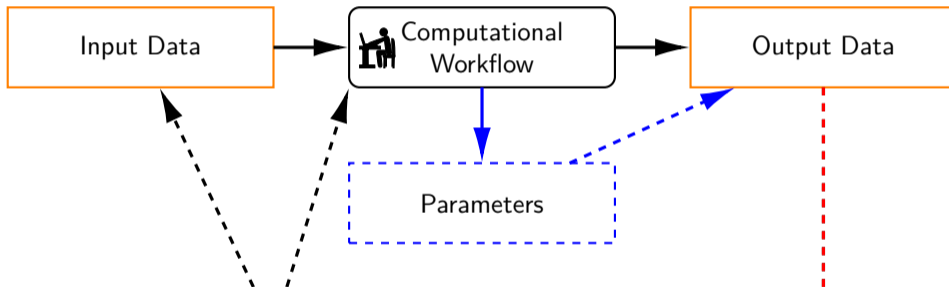 Input Data
Computational
Workflow
Output Data
Parameters